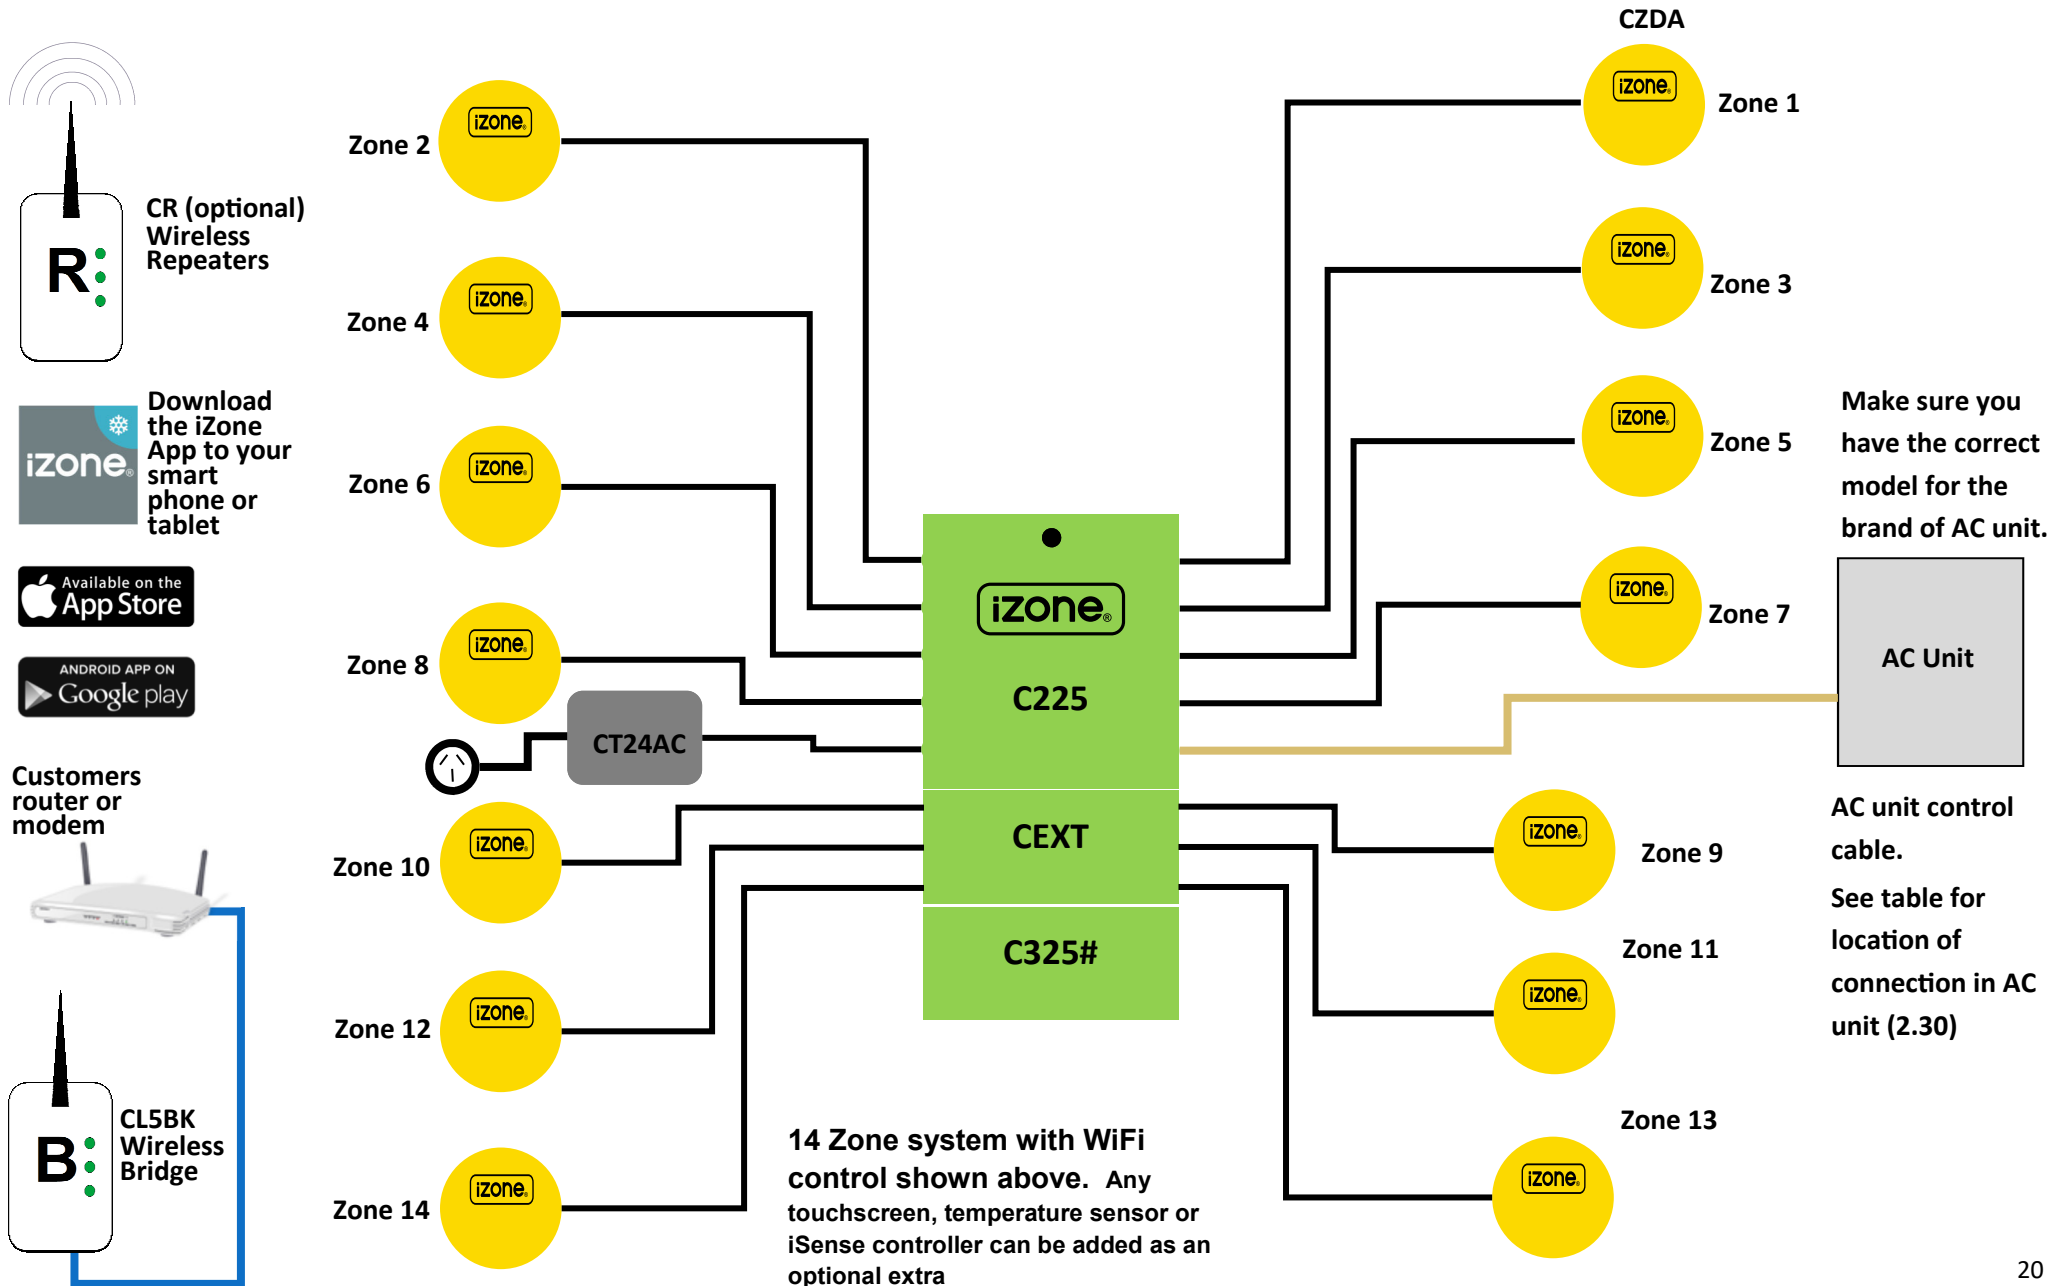 CZDA
izone®
Zone 1
Zone 2
izone®
izone®
Zone 3
Zone 4
izone®
izone®
Zone 5
Zone 6
izone®
izone®
Zone 7
Zone 8
izone®
CR (optional)
Wireless
Repeaters
R
Download
the iZone
App to your
smart
phone or
tablet
izone®
Available on the
App Store
ANDROID APP ON
Google play
Customers
router or
modem
CL5BK
Wireless
Bridge
B
CT24AC
izone®
C225
CEXT
C325#
Make sure you
have the correct
model for the
brand of AC unit.
AC Unit
AC unit control
cable.
See table for
location of
connection in AC
unit (2.30)
izone®
Zone 9
Zone 10
izone®
Zone 11
izone®
Zone 12
izone®
Zone 13
izone®
Zone 14
izone®
14 Zone system with WiFi
control shown above. Any
touchscreen, temperature sensor or
iSense controller can be added as an
optional extra
20